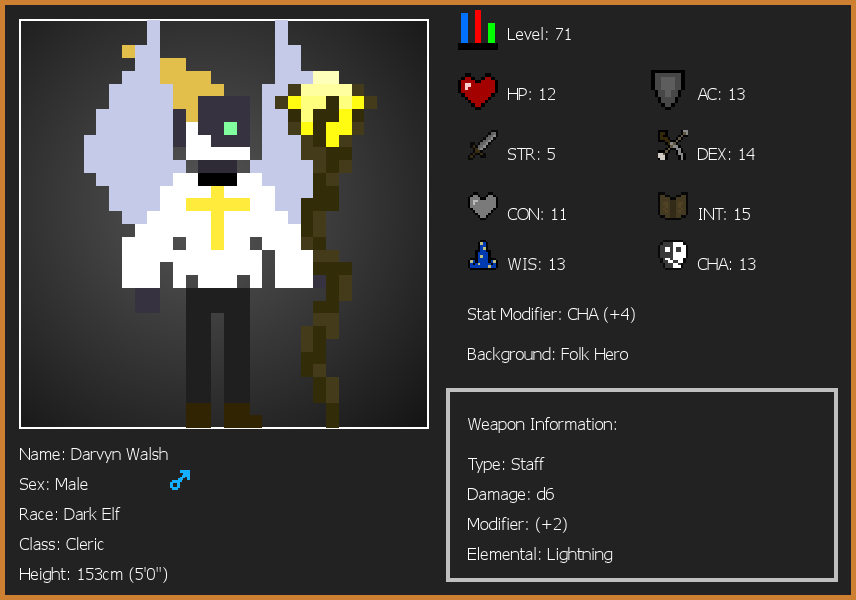 Level: 71
HP: 12
AC: 13
STR: 5
DEX: 14
CON: 11
INT: 15
WIS: 13
CHA: 13
Stat Modifier: CHA (+4)
Background: Folk Hero
Weapon Information:
Type: Staff
Damage: d6
Modifier: (+2)
Elemental: Lightning
Name: Darvyn Walsh
Sex: Male
Race: Dark Elf
Class: Cleric
Height: 153cm (5'0")